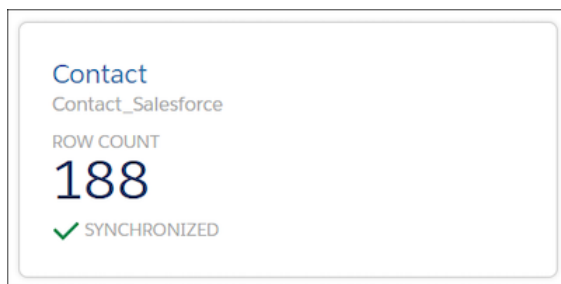 Contact
Contact_Salesforce
ROW COUNT
188
SYNCHRONIZED